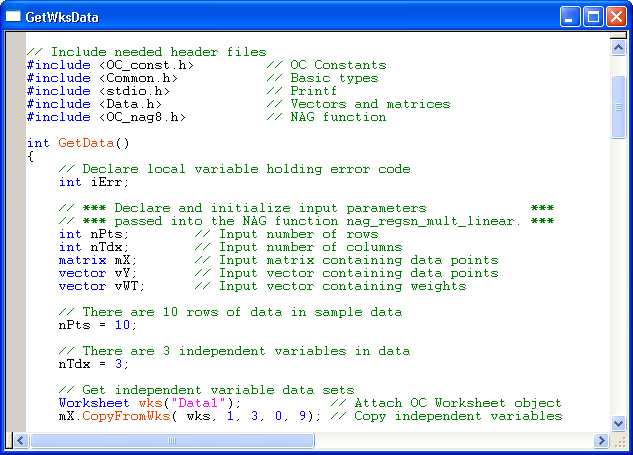 GetWksData
// Include needed header files
#include <OC_const.h> // OC Constants
#include <Common.h> // Basic types
#include <stdio.h> // Printf
#include <Data.h> // Vectors and matrices
#include <OC_nag8.h> // NAG function
int GetData()
{
// Declare local variable holding error code
int iErr;
// *** Declare and initialize input parameters ***
// *** passed into the NAG function nag_regsn_mult_linear. ***
int nPts; // Input number of rows
int nTdx; // Input number of columns
matrix mX; // Input matrix containing data points
vector vY; // Input vector containing data points
vector vWT; // Input vector containing weights
// There are 10 rows of data in sample data
nPts = 10;
// There are 3 independent variables in data
nTdx = 3;
// Get independent variable data sets
Worksheet wks("Data1"); // Attach OC Worksheet object
mX.CopyFromWks( wks, 1, 3, 0, 9); // Copy independent variables